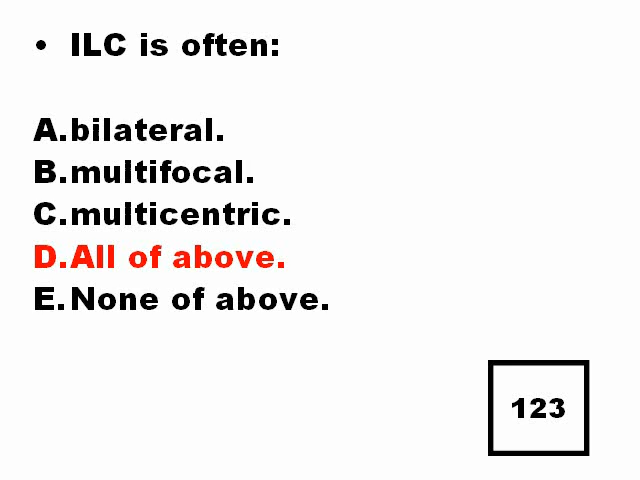 • ILC is often:
A.bilateral.
B.multifocal.
C.multicentric.
D.All of above.
E.None of above.
123